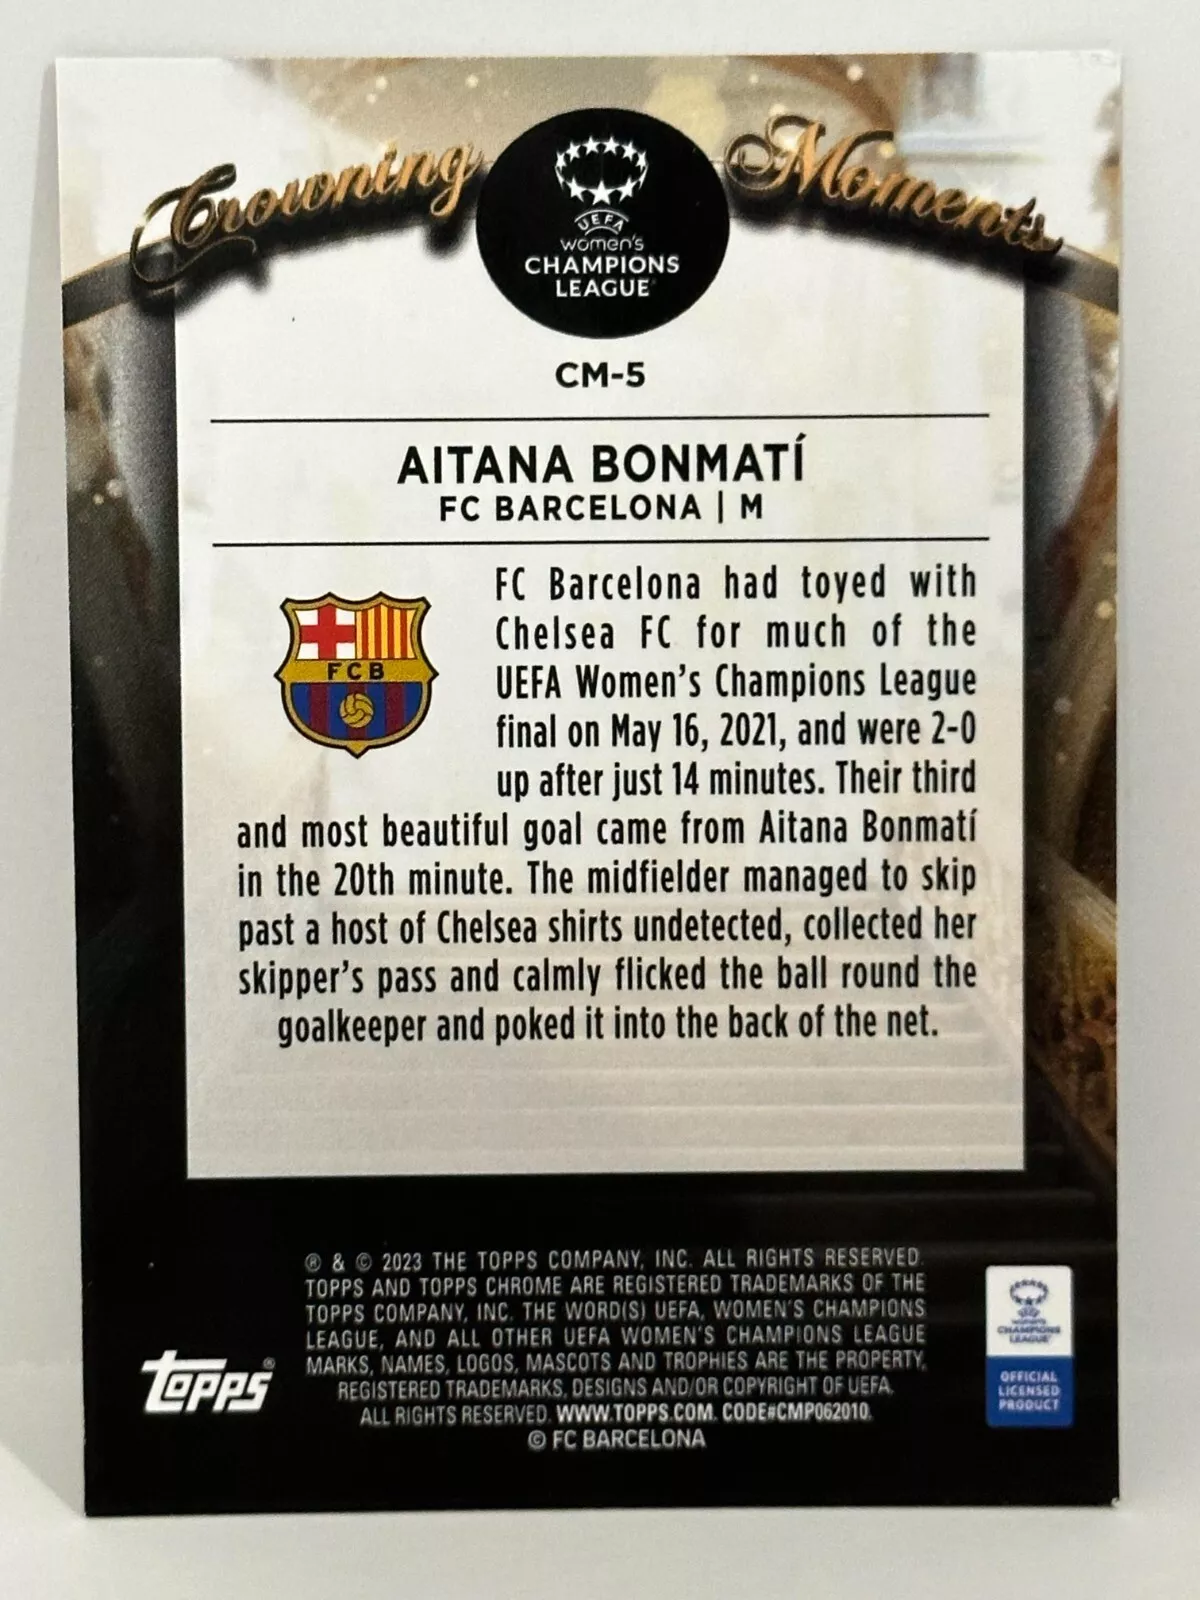 Crowning Moments
UEFA
women's
CHAMPIONS
LEAGUE
CM-5
AITANA BONMATÍ
FC BARCELONA | M
FCB
FC Barcelona had toyed with
Chelsea FC for much of the
UEFA Women's Champions League
final on May 16, 2021, and were 2-0
up after just 14 minutes. Their third
and most beautiful goal came from Aitana Bonmatí
in the 20th minute. The midfielder managed to skip
past a host of Chelsea shirts undetected, collected her
skipper's pass and calmly flicked the ball round the
goalkeeper and poked it into the back of the net.
® & © 2023 THE TOPPS COMPANY, INC. ALL RIGHTS RESERVED.
TOPPS AND TOPPS CHROME ARE REGISTERED TRADEMARKS OF THE
TOPPS COMPANY, INC. THE WORD(S) UEFA, WOMEN'S CHAMPIONS
LEAGUE, AND ALL OTHER UEFA WOMEN'S CHAMPIONS LEAGUE
MARKS, NAMES, LOGOS, MASCOTS AND TROPHIES ARE THE PROPERTY,
REGISTERED TRADEMARKS, DESIGNS AND/OR COPYRIGHT OF UEFA.
ALL RIGHTS RESERVED. WWW.TOPPS.COM. CODE#CMP062010.
© FC BARCELONA
topps®
UEFA
women's
CHAMPIONS
LEAGUE
OFFICIAL
LICENSED
PRODUCT